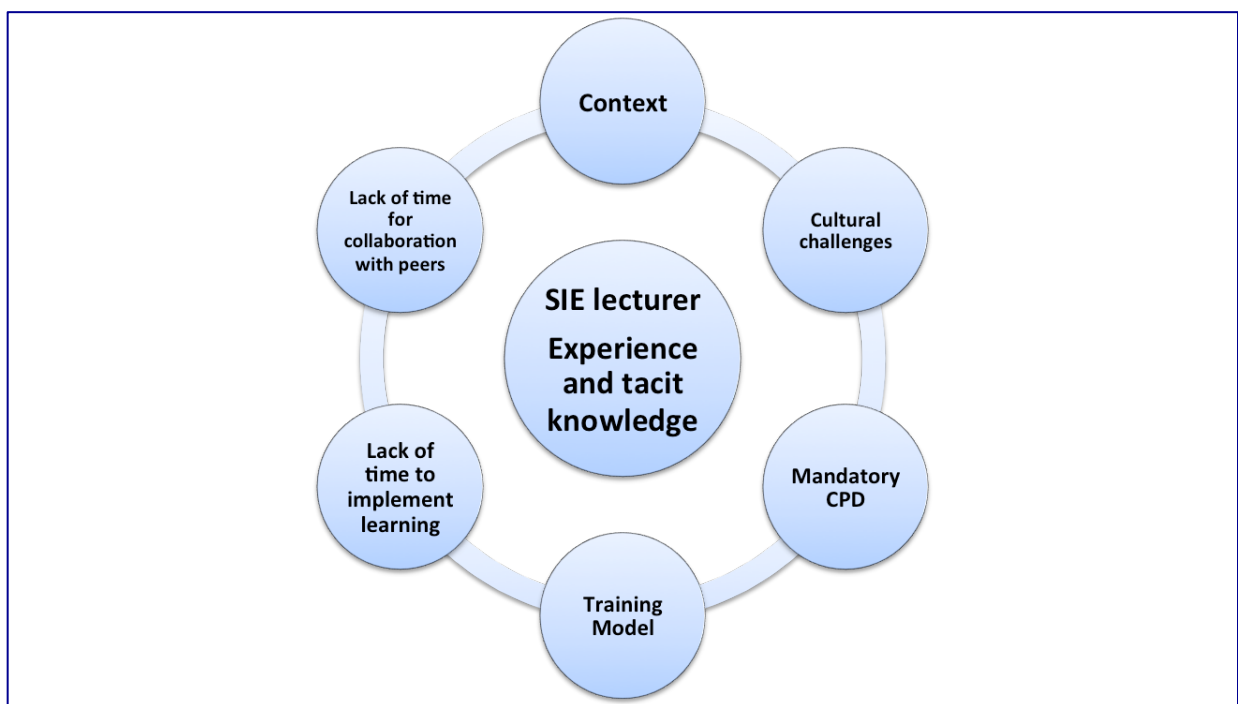 Context
Cultural
challenges
Mandatory
CPD
Training
Model
Lack of
time to
implement
learning
Lack of time
for
collaboration
with peers
SIE lecturer
Experience
and tacit
knowledge